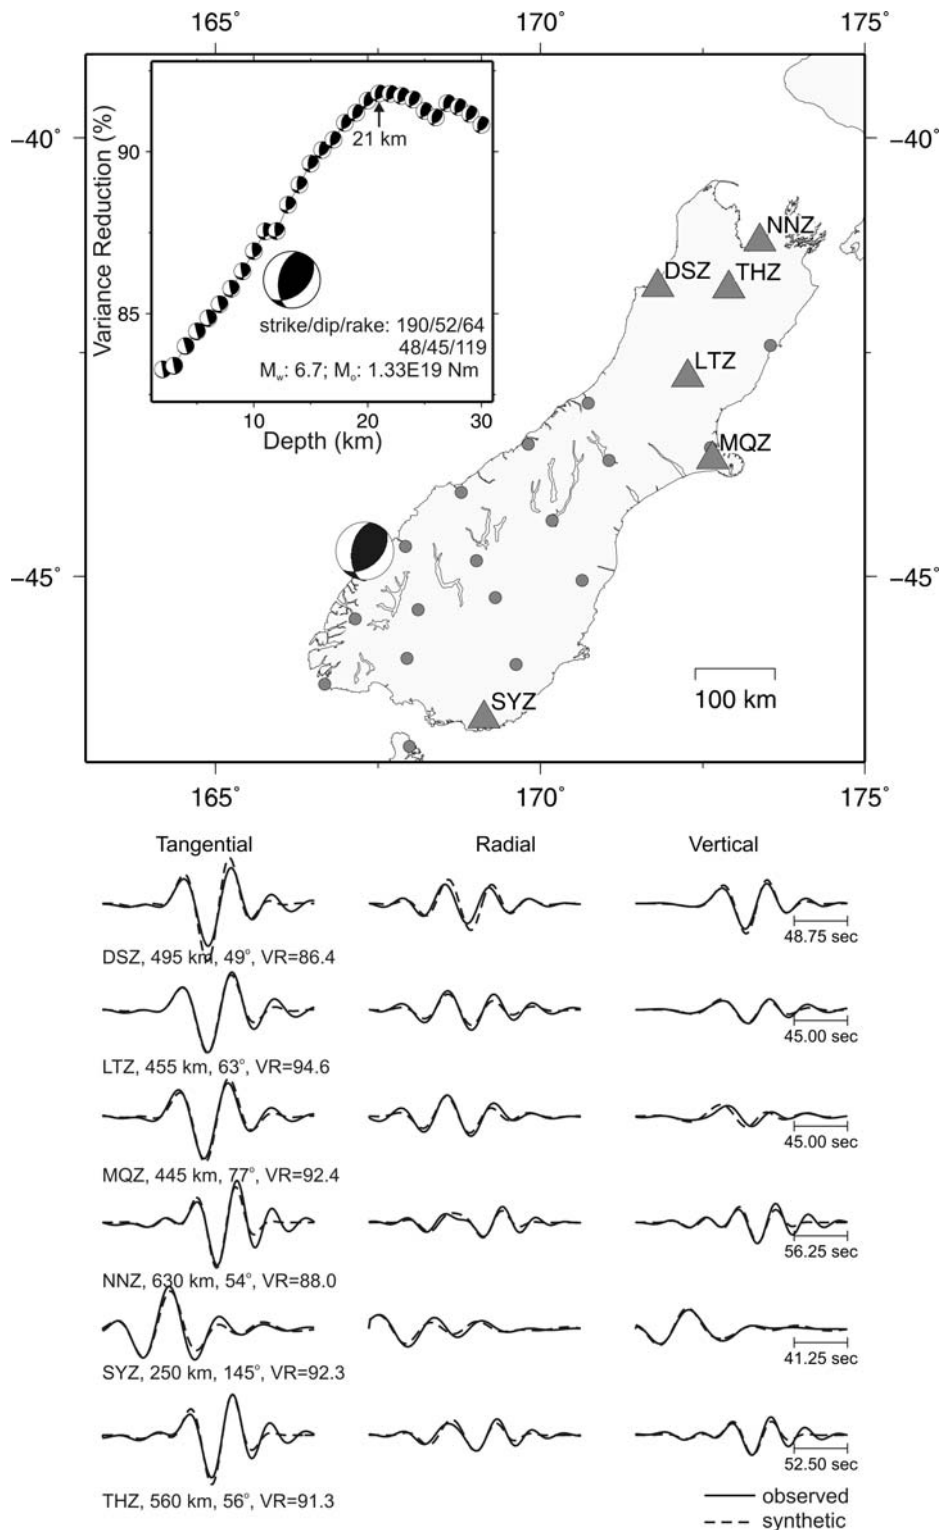 165° 170° 175°
−40° −40°
Variance Reduction (%)
90
85
21 km
strike/dip/rake: 190/52/64
48/45/119
Mw: 6.7; Mo: 1.33E19 Nm
10 20 30
Depth (km)
NNZ
DSZ THZ
LTZ
MQZ
−45° −45°
SYZ
100 km
165° 170° 175°
Tangential Radial Vertical
48.75 sec
DSZ, 495 km, 49°, VR=86.4
45.00 sec
LTZ, 455 km, 63°, VR=94.6
45.00 sec
MQZ, 445 km, 77°, VR=92.4
56.25 sec
NNZ, 630 km, 54°, VR=88.0
41.25 sec
SYZ, 250 km, 145°, VR=92.3
52.50 sec
THZ, 560 km, 56°, VR=91.3
observed
synthetic